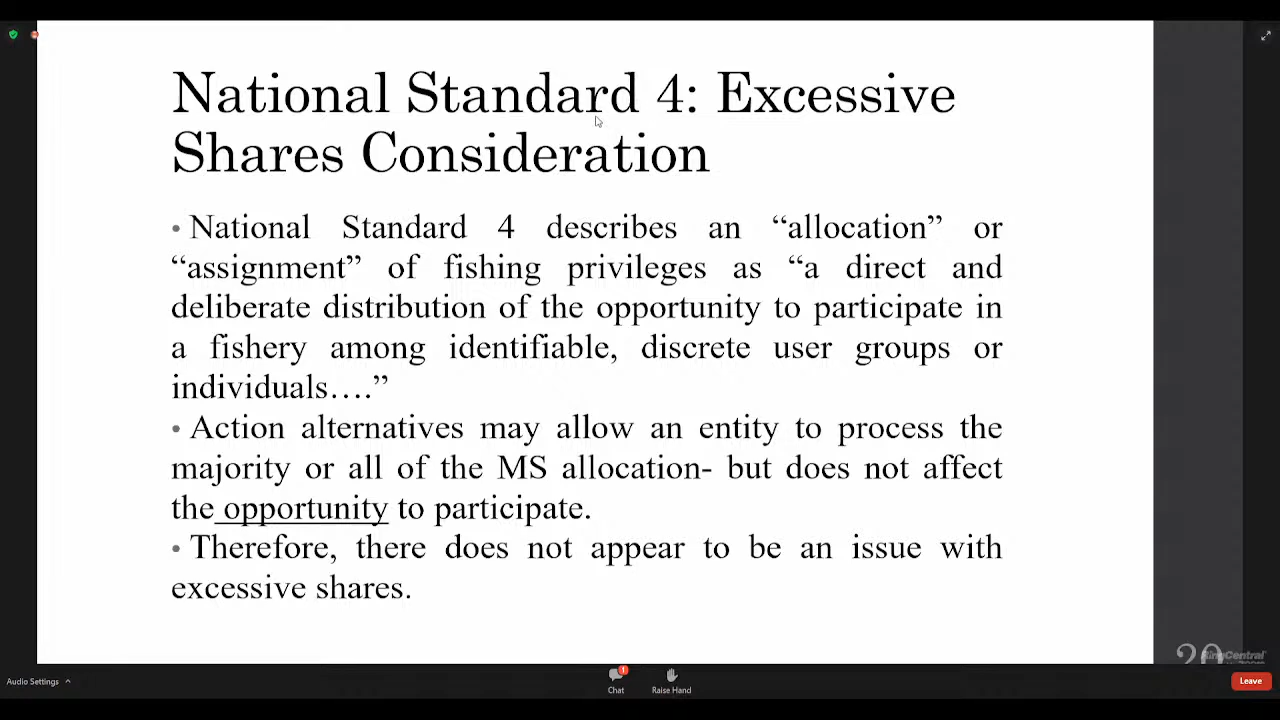 National Standard 4: Excessive
Shares Consideration
• National Standard 4 describes an “allocation” or
“assignment” of fishing privileges as “a direct and
deliberate distribution of the opportunity to participate in
a fishery among identifiable, discrete user groups or
individuals….”
• Action alternatives may allow an entity to process the
majority or all of the MS allocation- but does not affect
the opportunity to participate.
• Therefore, there does not appear to be an issue with
excessive shares.
20
RingCentral
Audio Settings
1
Chat
Raise Hand
Leave